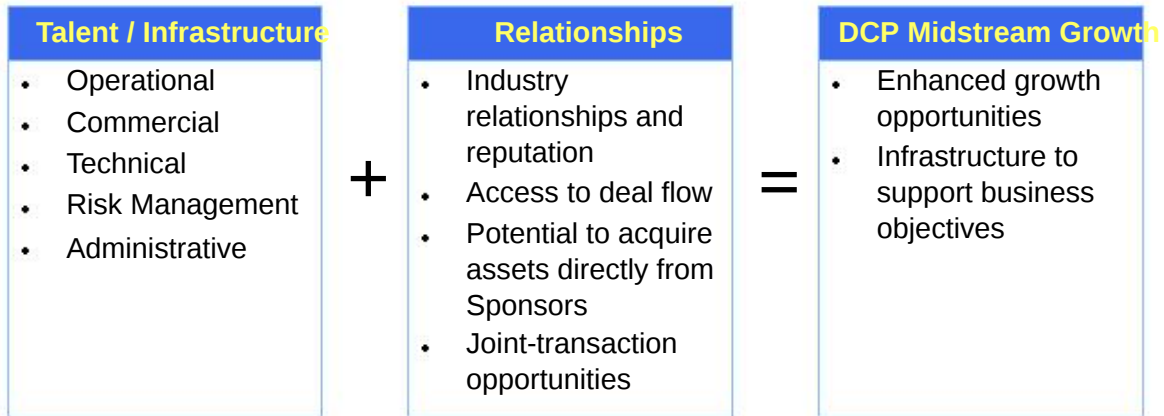 Talent / Infrastructure
• Operational
• Commercial
• Technical
• Risk Management
• Administrative
+
Relationships
• Industry
relationships and
reputation
• Access to deal flow
• Potential to acquire
assets directly from
Sponsors
• Joint-transaction
opportunities
=
DCP Midstream Growth
• Enhanced growth
opportunities
• Infrastructure to
support business
objectives